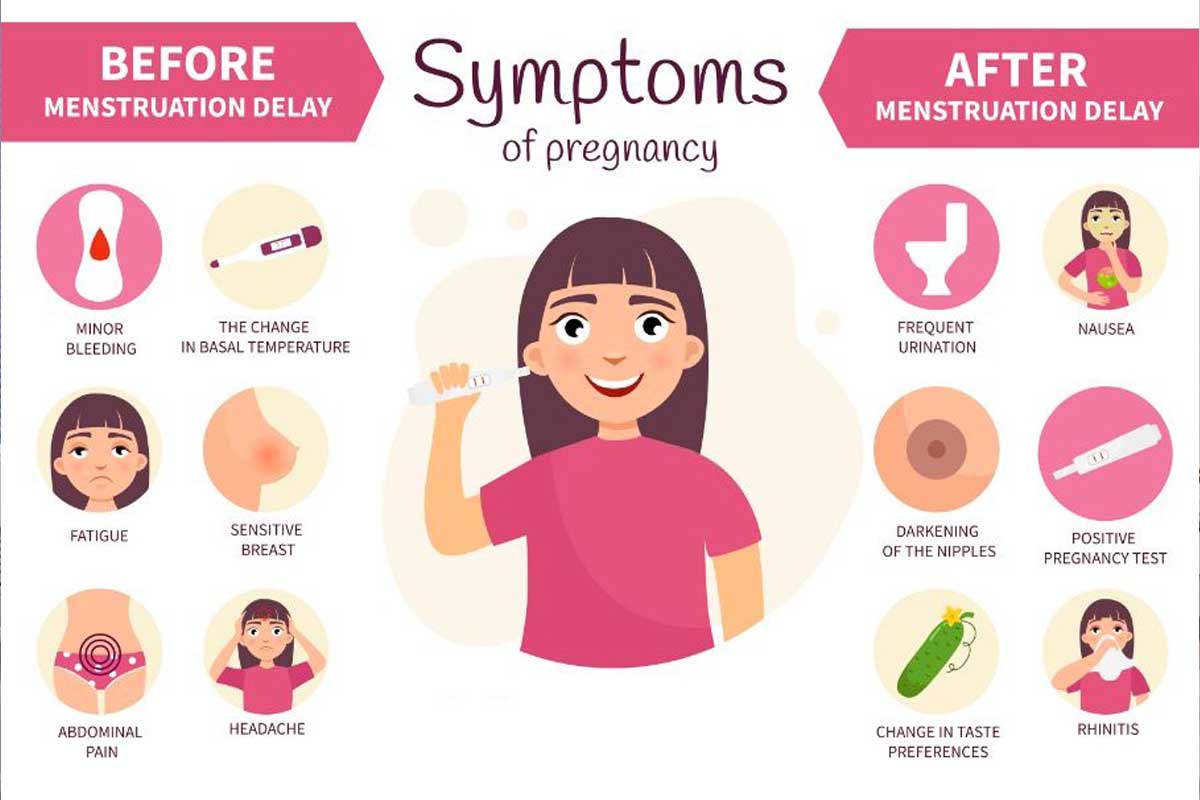 BEFORE
MENSTRUATION DELAY
Symptoms
of pregnancy
AFTER
MENSTRUATION DELAY
MINOR
BLEEDING
THE CHANGE
IN BASAL TEMPERATURE
FATIGUE
SENSITIVE
BREAST
ABDOMINAL
PAIN
HEADACHE
FREQUENT
URINATION
NAUSEA
DARKENING
OF THE NIPPLES
POSITIVE
PREGNANCY TEST
CHANGE IN TASTE
PREFERENCES
RHINITIS